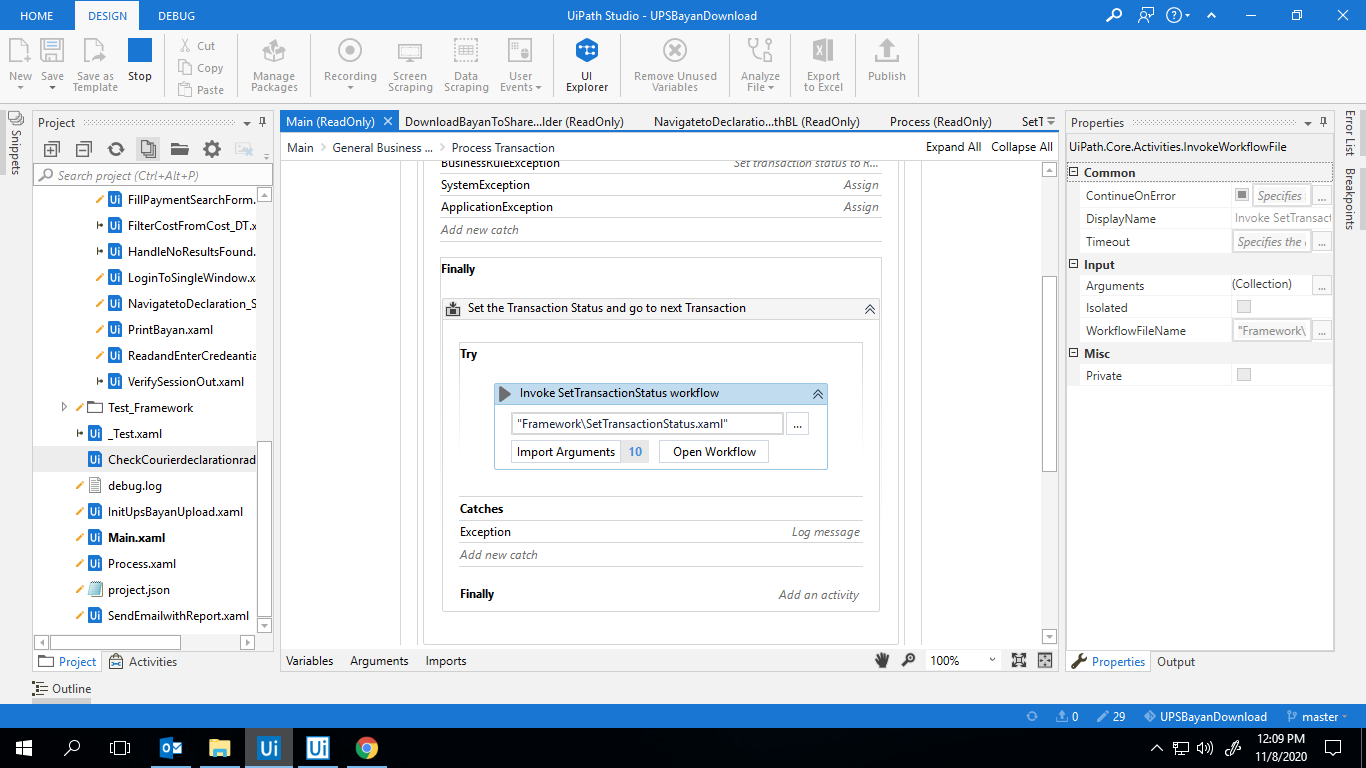 HOME DESIGN DEBUG UiPath Studio - UPSBayanDownload
New Save Save as Template Stop
Cut
Copy
Paste
Manage Packages
Recording
Screen Scraping
Data Scraping
User Events
UI Explorer
Remove Unused Variables
Analyze File
Export to Excel
Publish
Snippets
Project
Search project (Ctrl+Alt+P)
FillPaymentSearchForm.
FilterCostFromCost_DT.x
HandleNoResultsFound.
LoginToSingleWindow.x
NavigatetoDeclaration_S
PrintBayan.xaml
ReadandEnterCredeantia
VerifySessionOut.xaml
Test_Framework
_Test.xaml
CheckCourierdeclarationrad
debug.log
InitUpsBayanUpload.xaml
Main.xaml
Process.xaml
project.json
SendEmailwithReport.xaml
Project Activities
Outline
Main (ReadOnly) DownloadBayanToShare...lder (ReadOnly) NavigatetoDeclaratio...thBL (ReadOnly) Process (ReadOnly) SetT
Main General Business ... Process Transaction Expand All Collapse All
BusinessRuleException Set transaction status to R...
SystemException Assign
ApplicationException Assign
Add new catch
Finally
Set the Transaction Status and go to next Transaction
Try
Invoke SetTransactionStatus workflow
"Framework\SetTransactionStatus.xaml" ...
Import Arguments 10 Open Workflow
Catches
Exception Log message
Add new catch
Finally Add an activity
Variables Arguments Imports 100%
Properties
UiPath.Core.Activities.InvokeWorkflowFile
Common
ContinueOnError Specifies ...
DisplayName Invoke SetTransact
Timeout Specifies the ...
Input
Arguments (Collection) ...
Isolated
WorkflowFileName "Framework\ ...
Misc
Private
Properties Output
Error List
Breakpoints
0 29 UPSBayanDownload master
Ui Ui
12:09 PM
11/8/2020